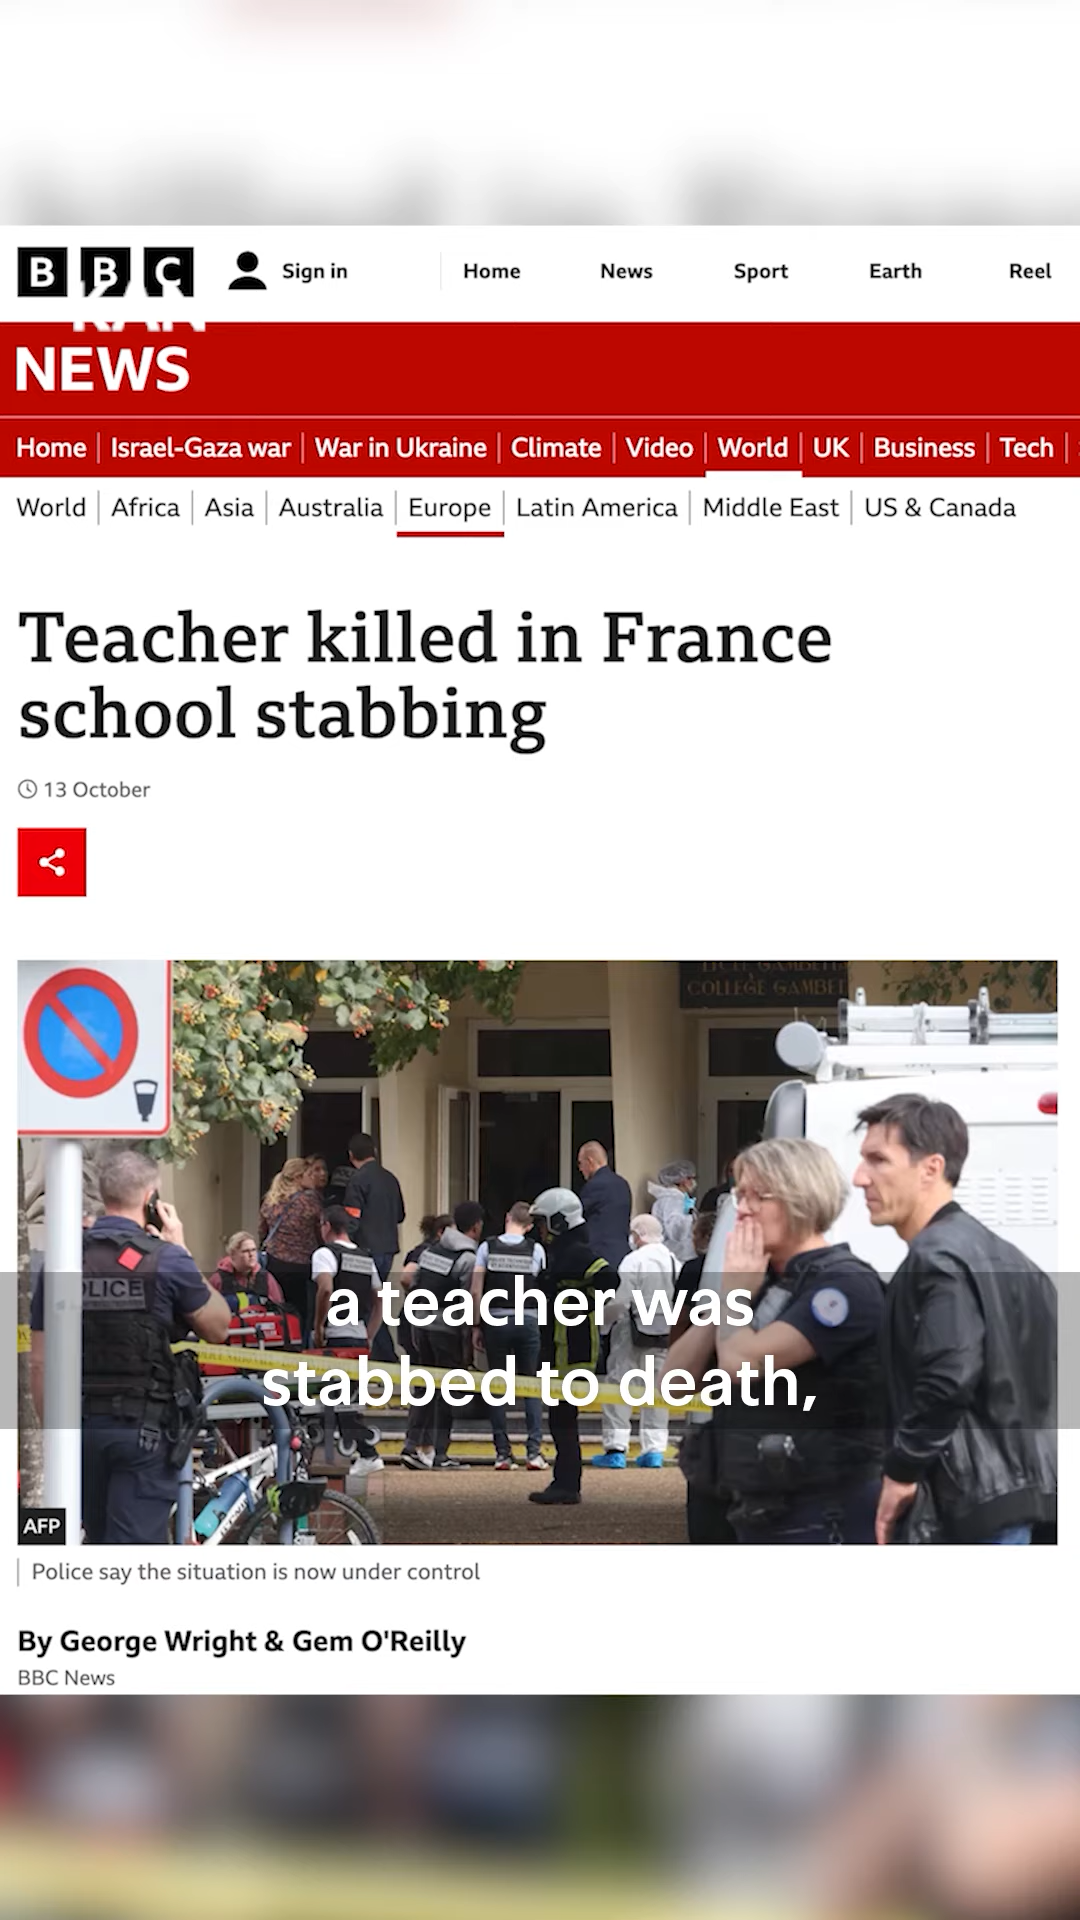 BBC
Sign in
Home
News
Sport
Earth
Reel
NEWS
Home
Israel-Gaza war
War in Ukraine
Climate
Video
World
UK
Business
Tech
World
Africa
Asia
Australia
Europe
Latin America
Middle East
US & Canada
Teacher killed in France
school stabbing
13 October
COLLEGE GAMBET
POLICE
a teacher was
stabbed to death,
AFP
Police say the situation is now under control
By George Wright & Gem O'Reilly
BBC News